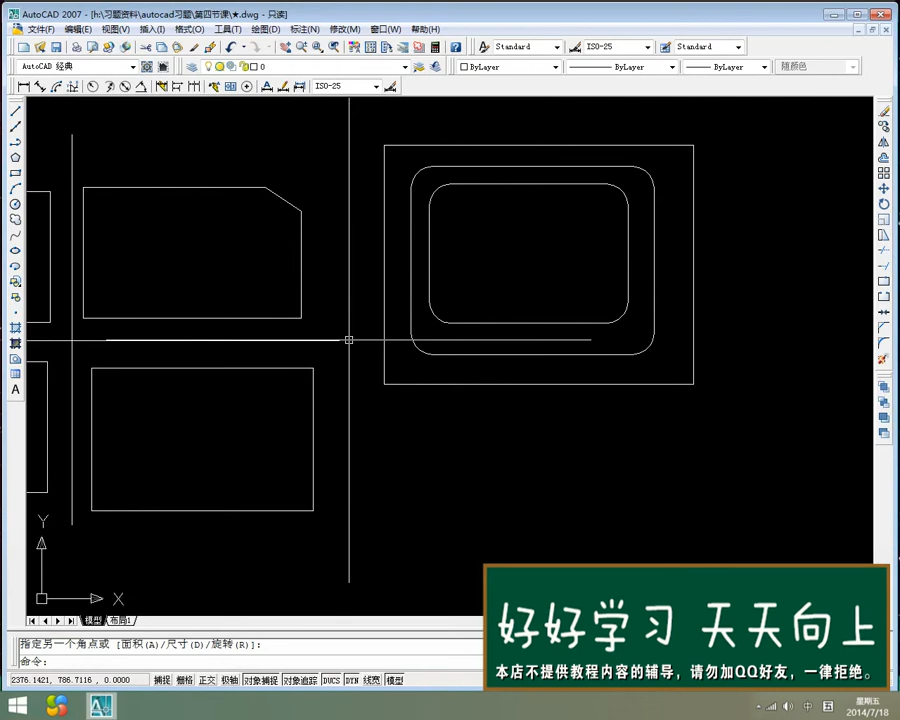 AutoCAD 2007 - [h:\习题资料\autocad习题\第四节课\★.dwg - 只读]
文件(F) 编辑(E) 视图(V) 插入(I) 格式(O) 工具(T) 绘图(D) 标注(N) 修改(M) 窗口(W) 帮助(H)
Standard ISO-25 Standard
AutoCAD 经典 0 ByLayer ByLayer ByLayer 随颜色
ISO-25
A
Y
X
模型 布局1
指定另一个角点或 [面积(A)/尺寸(D)/旋转(R)]:
命令:
2376.1421, 786.7116, 0.0000 捕捉 栅格 正交 极轴 对象捕捉 对象追踪 DUCS DYN 线宽 模型
好好学习 天天向上
本店不提供教程内容的辅导，请勿加QQ好友，一律拒绝。
中 五
星期五
2014/7/18